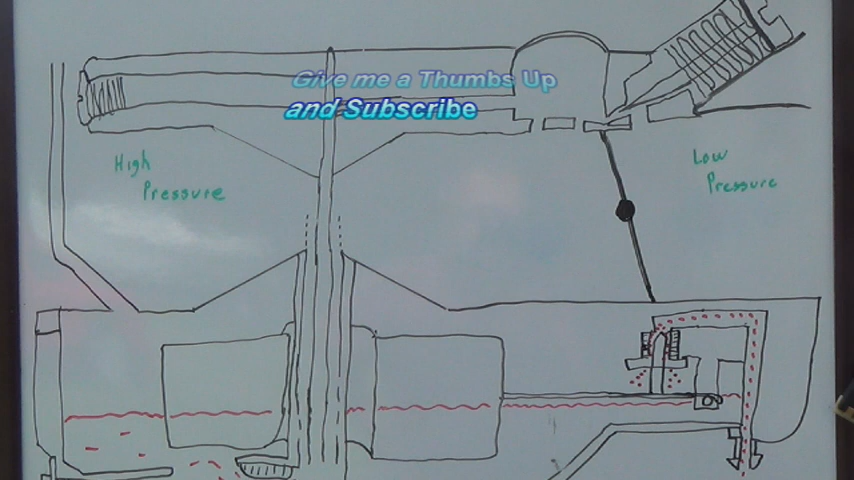 Give me a Thumbs Up
and Subscribe
High
Pressure
Low
Pressure